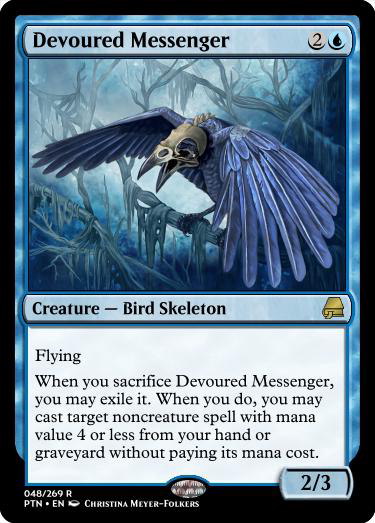 Devoured Messenger 2
Creature — Bird Skeleton
Flying
When you sacrifice Devoured Messenger,
you may exile it. When you do, you may
cast target noncreature spell with mana
value 4 or less from your hand or
graveyard without paying its mana cost.
2/3
048/269 R
PTN • EN Christina Meyer-Folkers